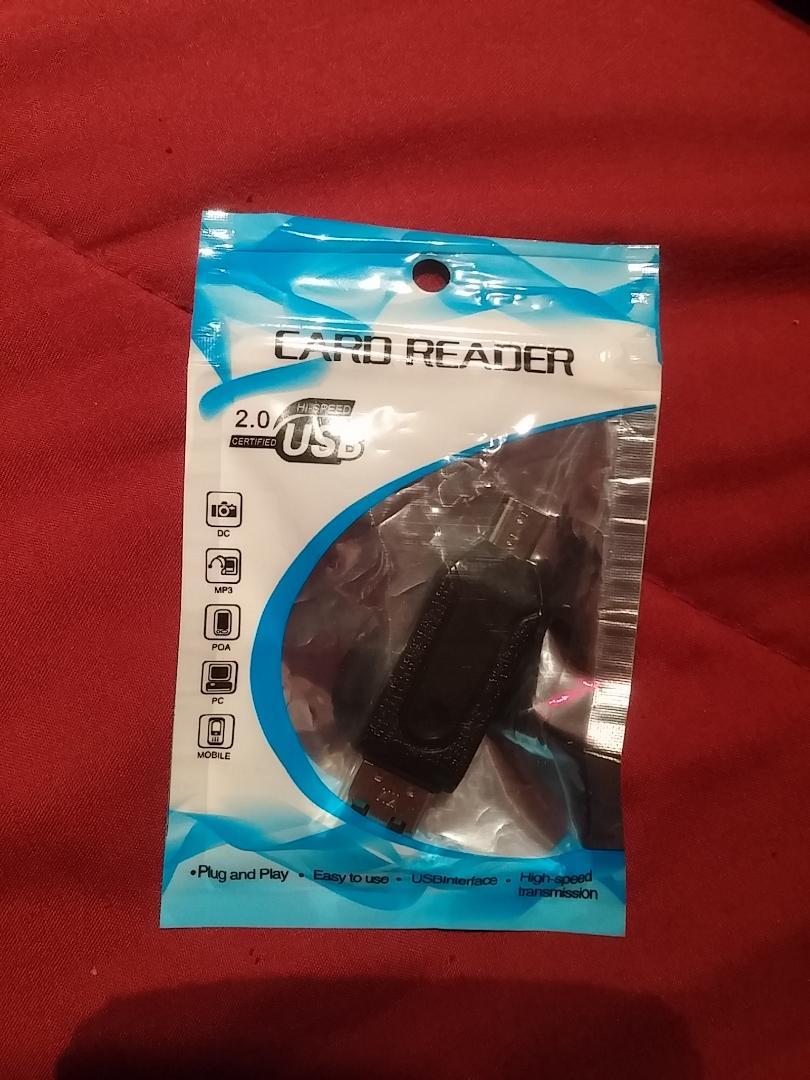 CARD READER
HI-SPEED
2.0
CERTIFIED USB
DC
MP3
POA
PC
MOBILE
•Plug and Play • Easy to use • USBinterface • High-speed
transmission